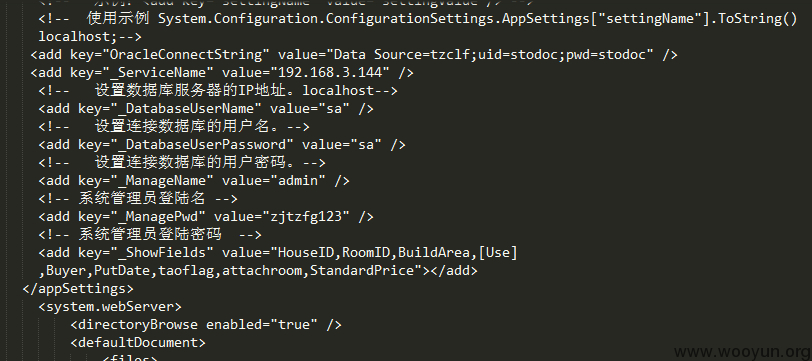 <!--   示例: <add key="settingName" value="settingValue"/> -->
<!--  使用示例 System.Configuration.ConfigurationSettings.AppSettings["settingName"].ToString()
localhost;-->
<add key="OracleConnectString" value="Data Source=tzclf;uid=stodoc;pwd=stodoc" />
<add key="_ServiceName" value="192.168.3.144" />
<!--   设置数据库服务器的IP地址。localhost-->
<add key="_DatabaseUserName" value="sa" />
<!--   设置连接数据库的用户名。-->
<add key="_DatabaseUserPassword" value="sa" />
<!--   设置连接数据库的用户密码。-->
<add key="_ManageName" value="admin" />
<!-- 系统管理员登陆名 -->
<add key="_ManagePwd" value="zjtzfg123" />
<!-- 系统管理员登陆密码  -->
<add key="_ShowFields" value="HouseID,RoomID,BuildArea,[Use]
,Buyer,PutDate,taoflag,attachroom,StandardPrice"></add>
</appSettings>
<system.webServer>
<directoryBrowse enabled="true" />
<defaultDocument>
<files>
www.wooyun.org